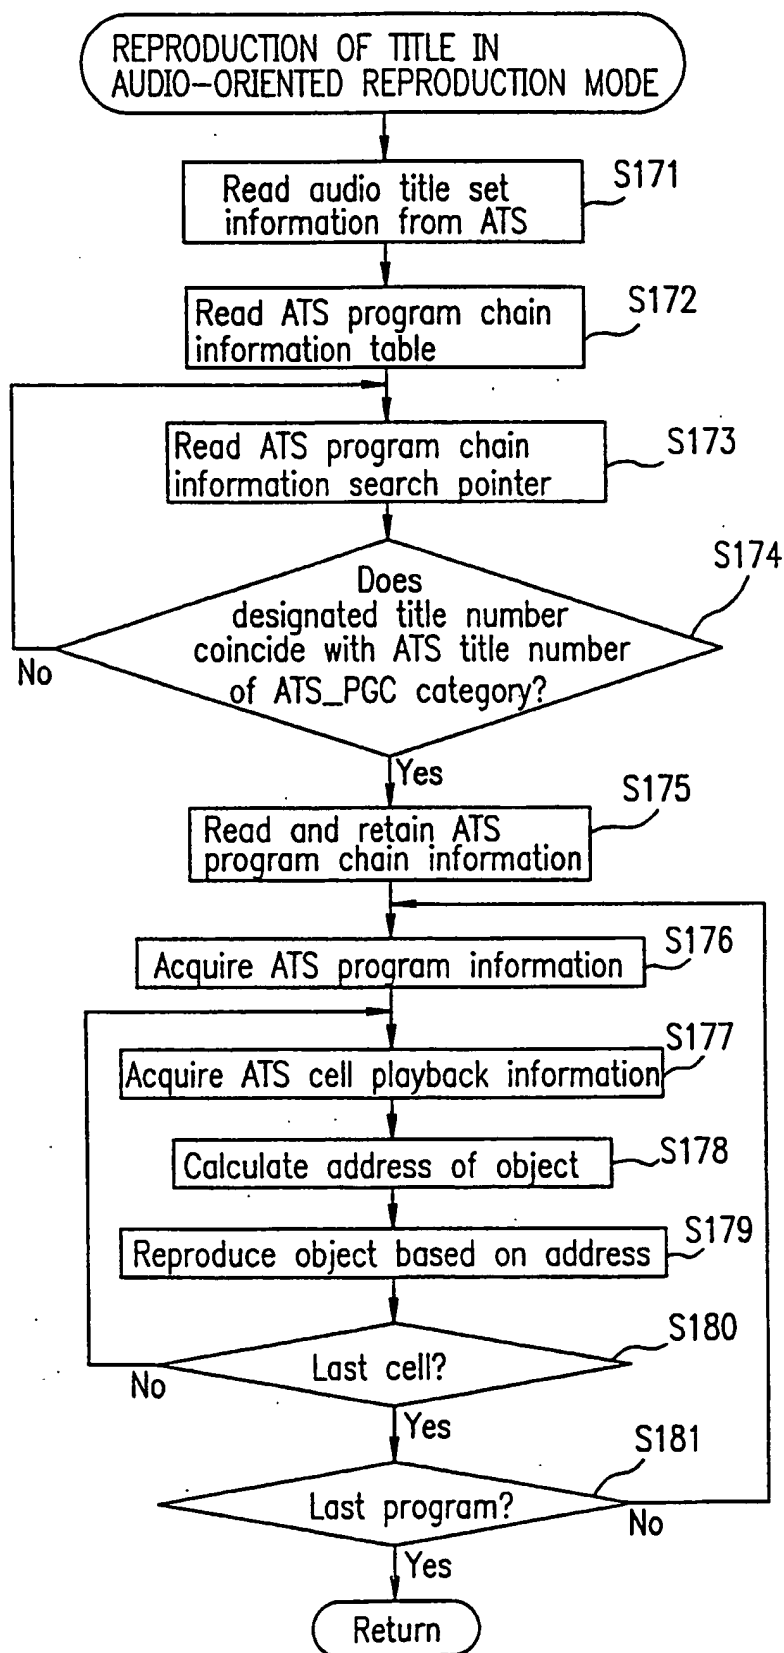 REPRODUCTION OF TITLE IN
AUDIO-ORIENTED REPRODUCTION MODE
S171
Read audio title set
information from ATS
S172
Read ATS program chain
information table
S173
Read ATS program chain
information search pointer
S174
Does
designated title number
coincide with ATS title number
of ATS_PGC category?
No
Yes
S175
Read and retain ATS
program chain information
S176
Acquire ATS program information
S177
Acquire ATS cell playback information
S178
Calculate address of object
S179
Reproduce object based on address
S180
Last cell?
No
Yes
S181
Last program?
No
Yes
Return